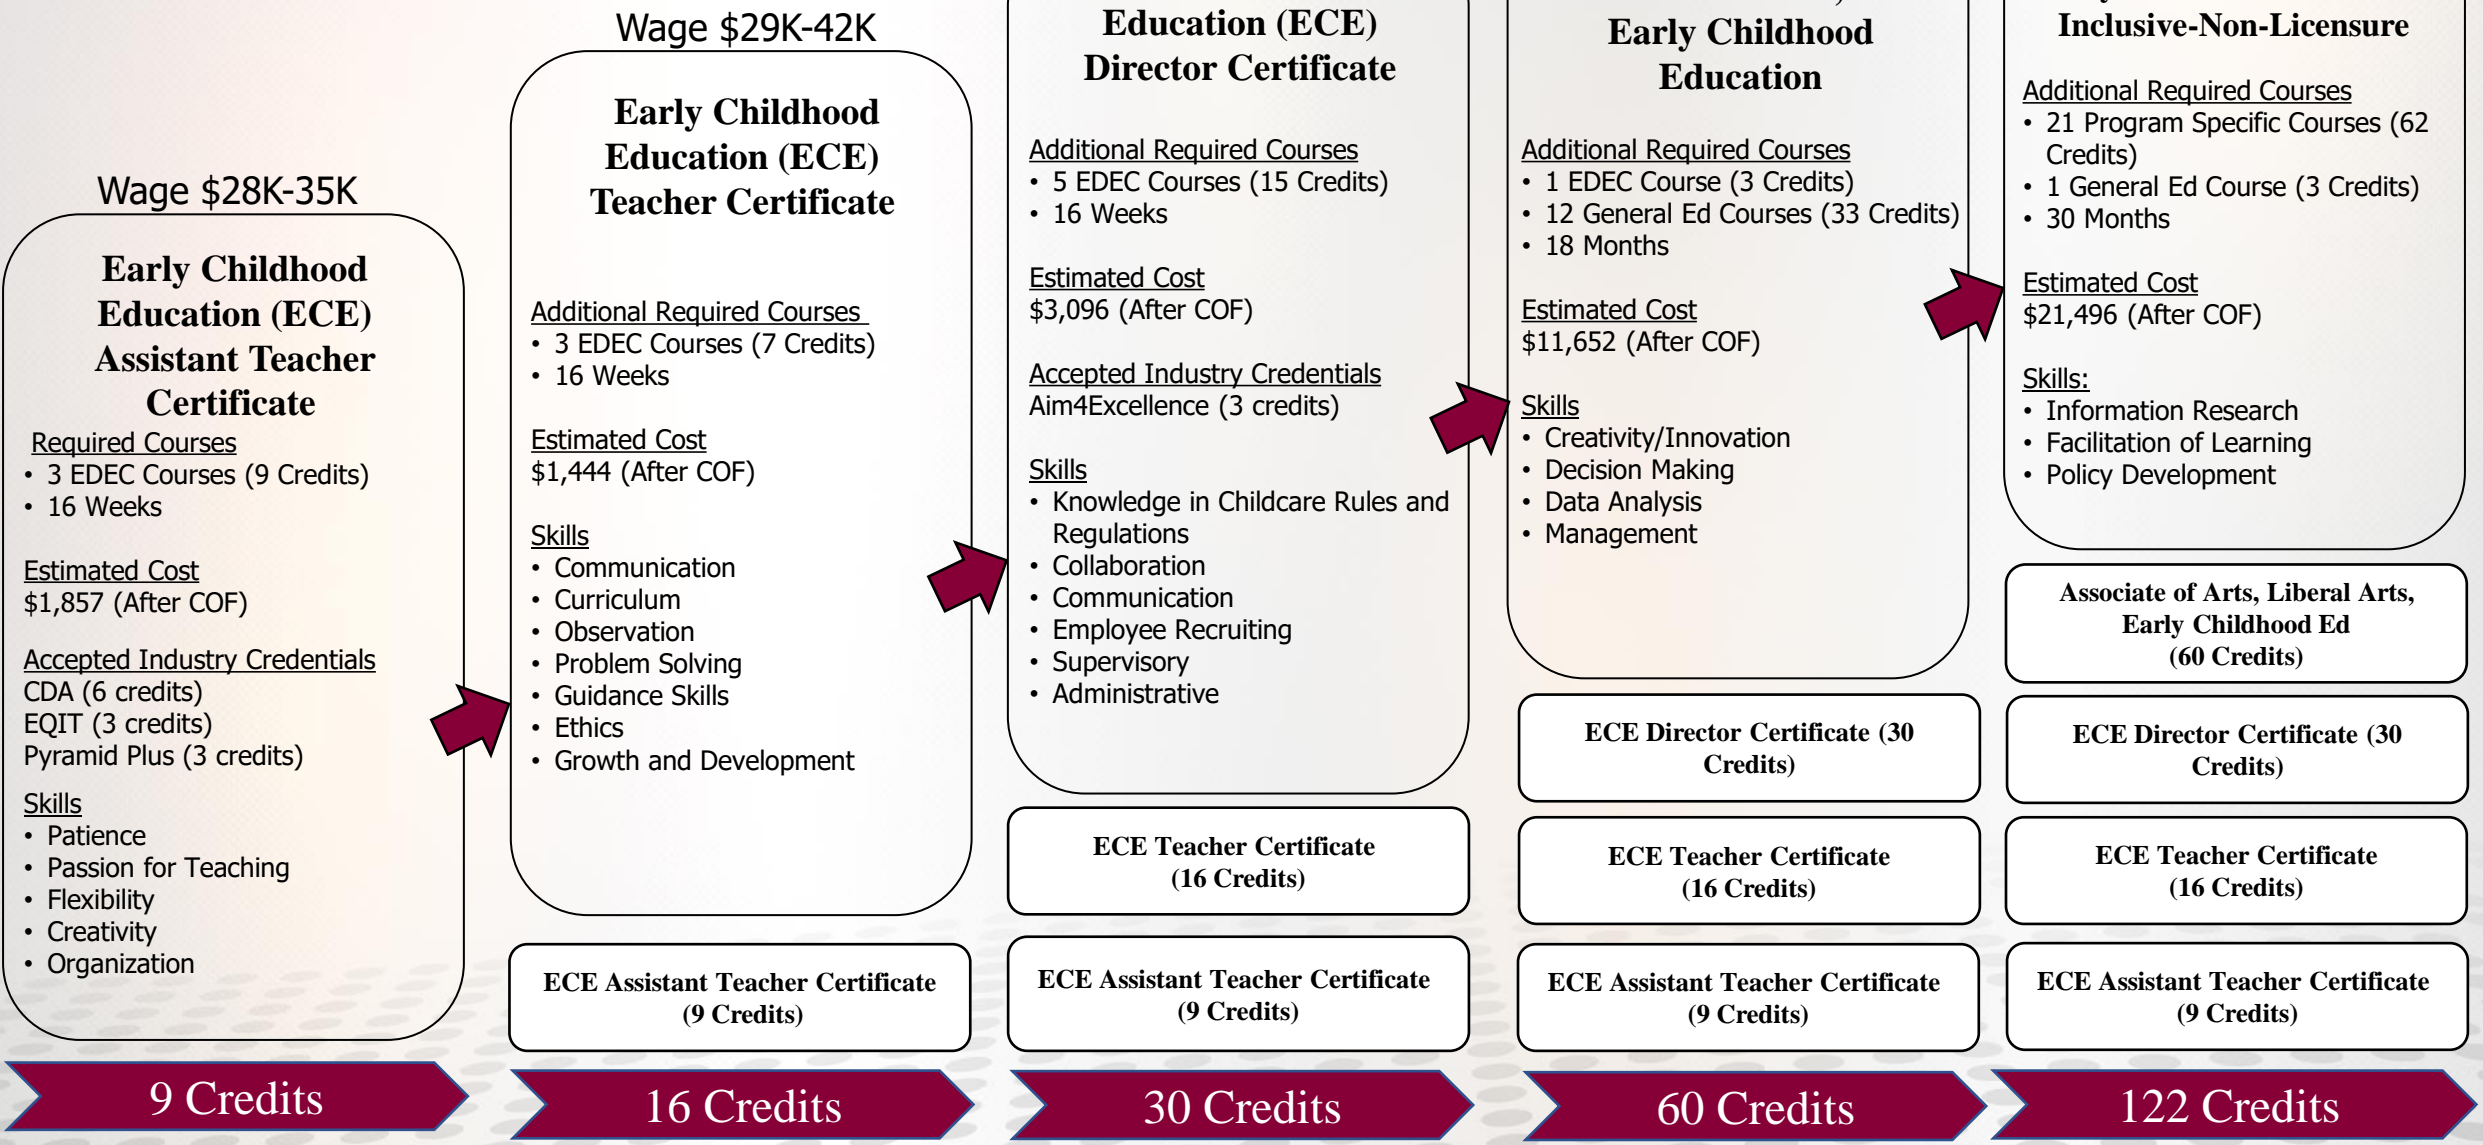 Wage $28K-35K
Early Childhood
Education (ECE)
Assistant Teacher
Certificate
Required Courses
• 3 EDEC Courses (9 Credits)
• 16 Weeks
Estimated Cost
$1,857 (After COF)
Accepted Industry Credentials
CDA (6 credits)
EQIT (3 credits)
Pyramid Plus (3 credits)
Skills
• Patience
• Passion for Teaching
• Flexibility
• Creativity
• Organization
9 Credits
Wage $29K-42K
Early Childhood
Education (ECE)
Teacher Certificate
Additional Required Courses
• 3 EDEC Courses (7 Credits)
• 16 Weeks
Estimated Cost
$1,444 (After COF)
Skills
• Communication
• Curriculum
• Observation
• Problem Solving
• Guidance Skills
• Ethics
• Growth and Development
ECE Assistant Teacher Certificate
(9 Credits)
16 Credits
Education (ECE)
Director Certificate
Additional Required Courses
• 5 EDEC Courses (15 Credits)
• 16 Weeks
Estimated Cost
$3,096 (After COF)
Accepted Industry Credentials
Aim4Excellence (3 credits)
Skills
• Knowledge in Childcare Rules and
Regulations
• Collaboration
• Communication
• Employee Recruiting
• Supervisory
• Administrative
ECE Teacher Certificate
(16 Credits)
ECE Assistant Teacher Certificate
(9 Credits)
30 Credits
Early Childhood
Education
Additional Required Courses
• 1 EDEC Course (3 Credits)
• 12 General Ed Courses (33 Credits)
• 18 Months
Estimated Cost
$11,652 (After COF)
Skills
• Creativity/Innovation
• Decision Making
• Data Analysis
• Management
ECE Director Certificate (30
Credits)
ECE Teacher Certificate
(16 Credits)
ECE Assistant Teacher Certificate
(9 Credits)
60 Credits
Inclusive-Non-Licensure
Additional Required Courses
• 21 Program Specific Courses (62
Credits)
• 1 General Ed Course (3 Credits)
• 30 Months
Estimated Cost
$21,496 (After COF)
Skills:
• Information Research
• Facilitation of Learning
• Policy Development
Associate of Arts, Liberal Arts,
Early Childhood Ed
(60 Credits)
ECE Director Certificate (30
Credits)
ECE Teacher Certificate
(16 Credits)
ECE Assistant Teacher Certificate
(9 Credits)
122 Credits